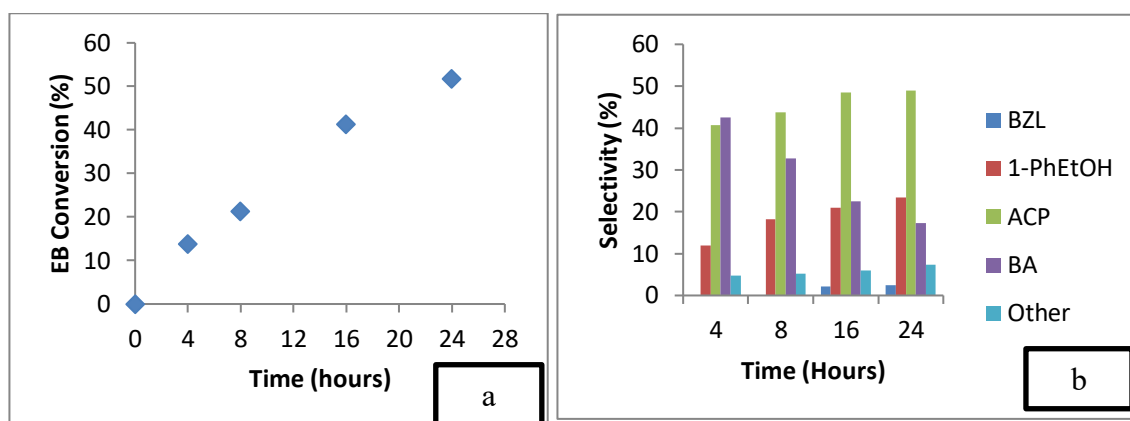 EB Conversion (%)
60
50
40
30
20
10
0
0 4 8 12 16 20 24 28
Time (hours)
a
Selectivity (%)
60
50
40
30
20
10
0
4 8 16 24
Time (Hours)
BZL
1-PhEtOH
ACP
BA
Other
b